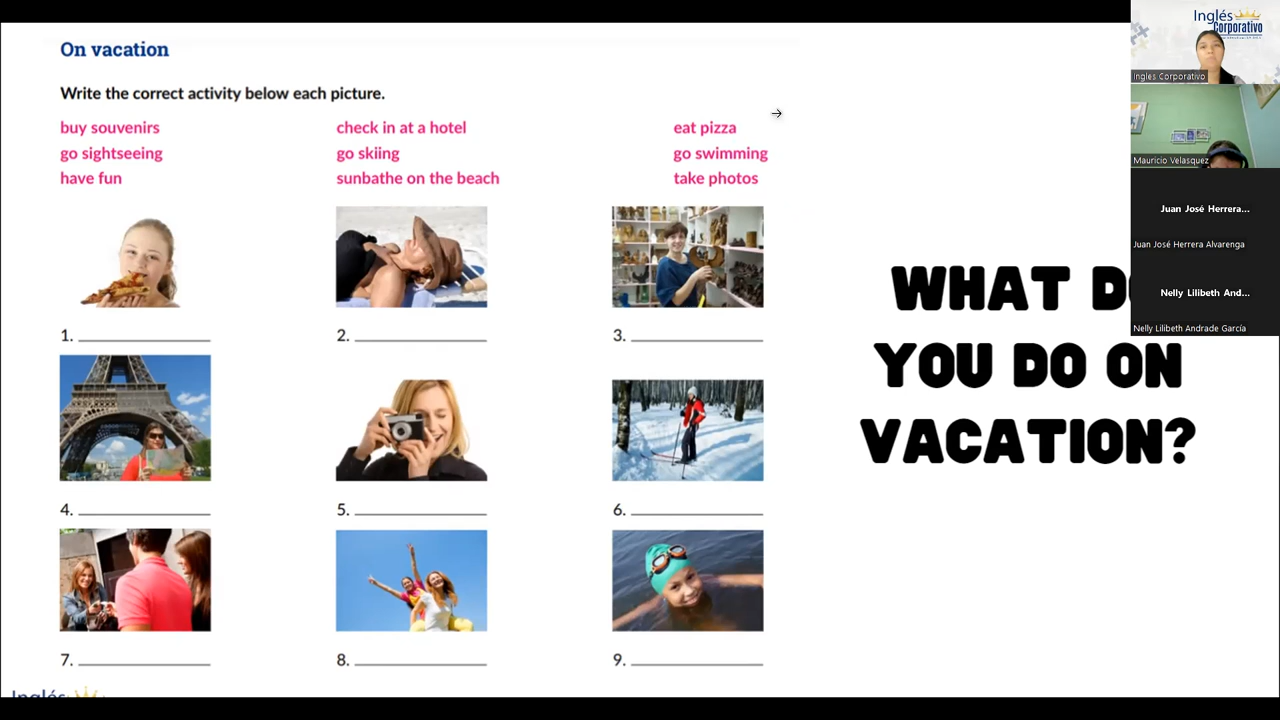 On vacation
Write the correct activity below each picture.
buy souvenirs
check in at a hotel
eat pizza
go sightseeing
go skiing
go swimming
have fun
sunbathe on the beach
take photos
1.
2.
3.
4.
5.
6.
7.
8.
9.
WHAT DO
YOU DO ON
VACATION?
Inglés
Corporativo
Ingles Corporativo
Mauricio Velasquez
Juan José Herrera...
Juan José Herrera Alvarenga
Nelly Lilibeth And...
Nelly Lilibeth Andrade García
Inglés